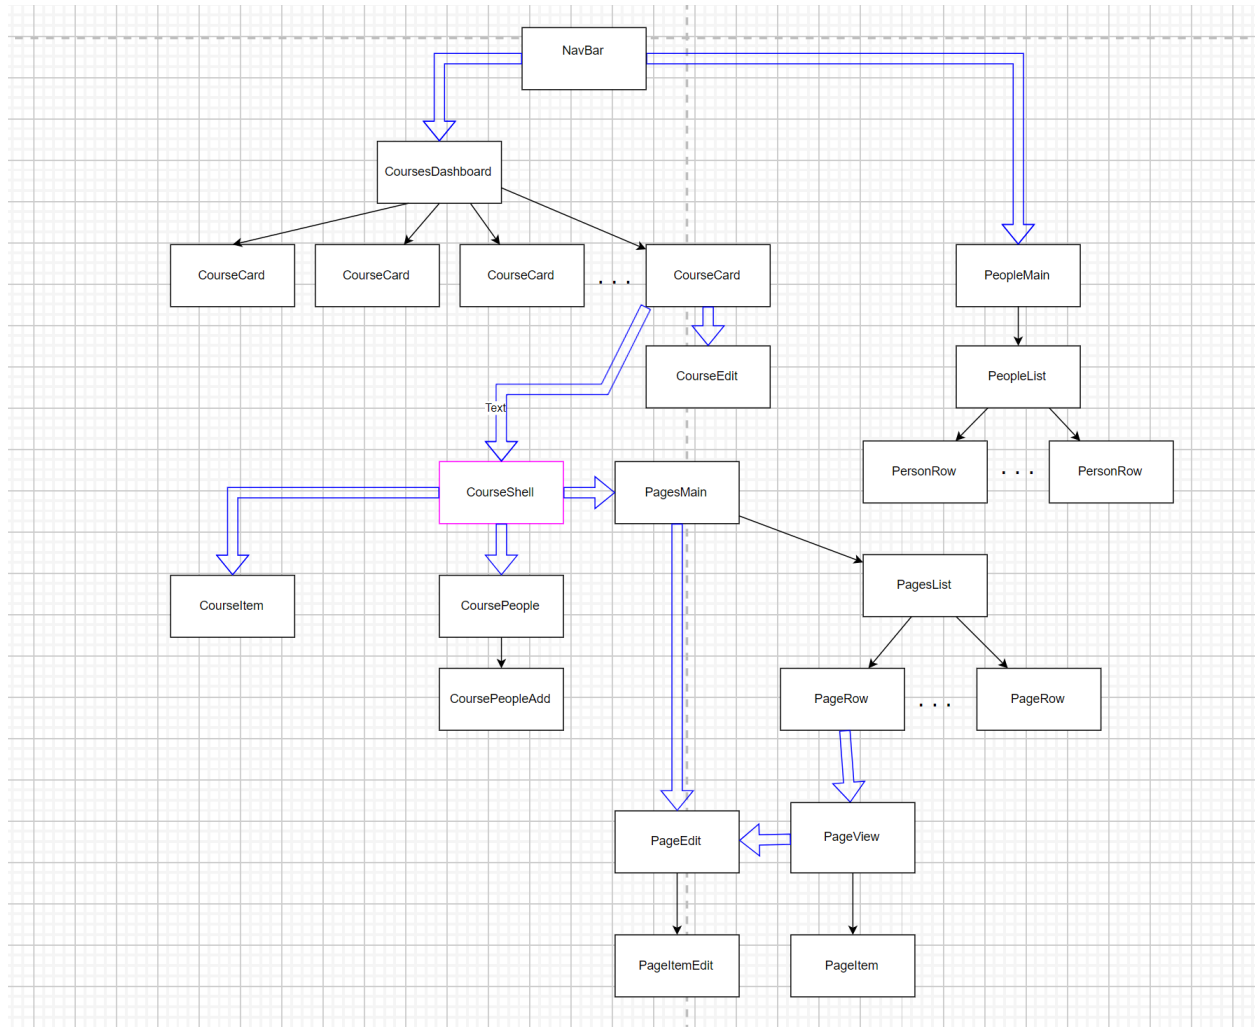 NavBar
CoursesDashboard
CourseCard
CourseCard
CourseCard
. . .
CourseCard
PeopleMain
CourseEdit
PeopleList
Text
PersonRow
. . .
PersonRow
CourseShell
PagesMain
PagesList
CourseItem
CoursePeople
CoursePeopleAdd
PageRow
. . .
PageRow
PageEdit
PageView
PageItemEdit
PageItem